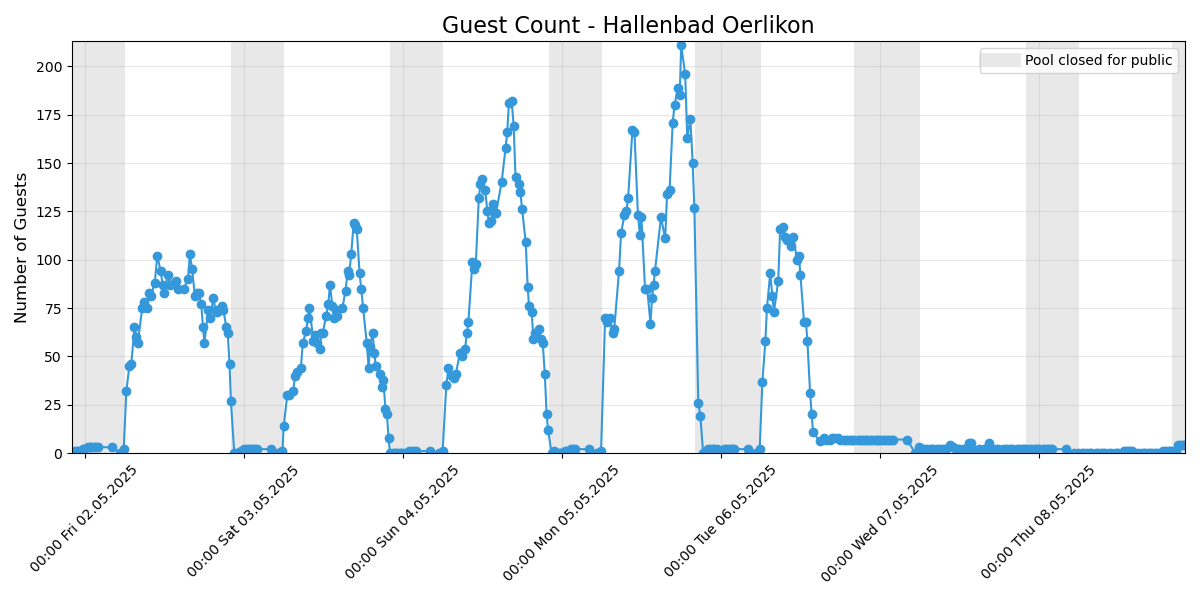 Guest Count - Hallenbad Oerlikon
Pool closed for public
Number of Guests
200
175
150
125
100
75
50
25
0
00:00 Fri 02.05.2025
00:00 Sat 03.05.2025
00:00 Sun 04.05.2025
00:00 Mon 05.05.2025
00:00 Tue 06.05.2025
00:00 Wed 07.05.2025
00:00 Thu 08.05.2025